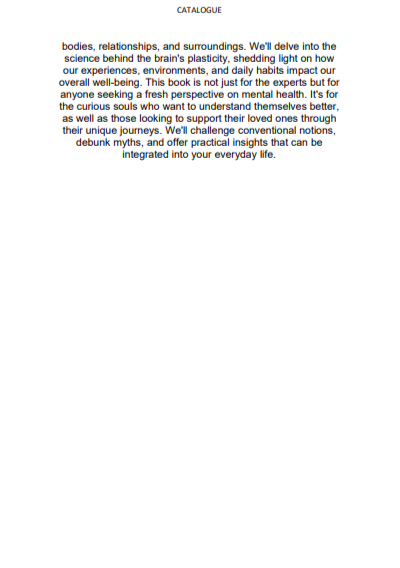 CATALOGUE
bodies, relationships, and surroundings. We'll delve into the
science behind the brain's plasticity, shedding light on how
our experiences, environments, and daily habits impact our
overall well-being. This book is not just for the experts but for
anyone seeking a fresh perspective on mental health. It's for
the curious souls who want to understand themselves better,
as well as those looking to support their loved ones through
their unique journeys. We'll challenge conventional notions,
debunk myths, and offer practical insights that can be
integrated into your everyday life.